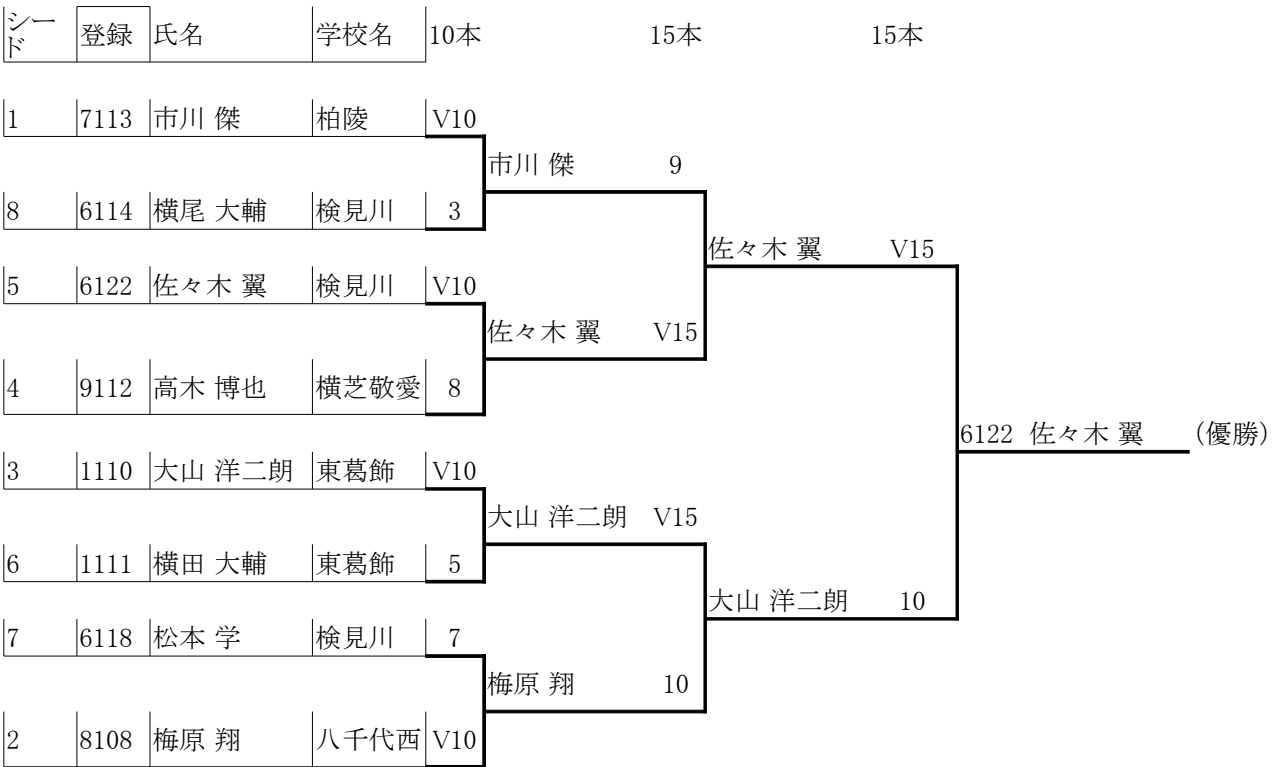 シード 登録 氏名 学校名 10本 15本 15本
1 7113 市川 傑 柏陵 V10
市川 傑 9
8 6114 横尾 大輔 検見川 3
佐々木 翼 V15
5 6122 佐々木 翼 検見川 V10
佐々木 翼 V15
4 9112 高木 博也 横芝敬愛 8
6122 佐々木 翼 (優勝)
3 1110 大山 洋二朗 東葛飾 V10
大山 洋二朗 V15
6 1111 横田 大輔 東葛飾 5
大山 洋二朗 10
7 6118 松本 学 検見川 7
梅原 翔 10
2 8108 梅原 翔 八千代西 V10